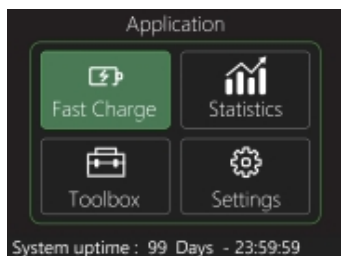 Application
Fast Charge
Statistics
Toolbox
Settings
System uptime : 99 Days - 23:59:59